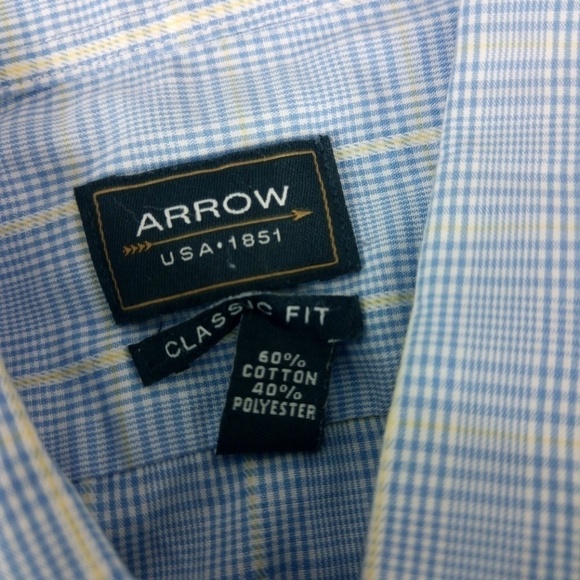 ARROW
USA•1851
CLASSIC FIT
60%
COTTON
40%
POLYESTER